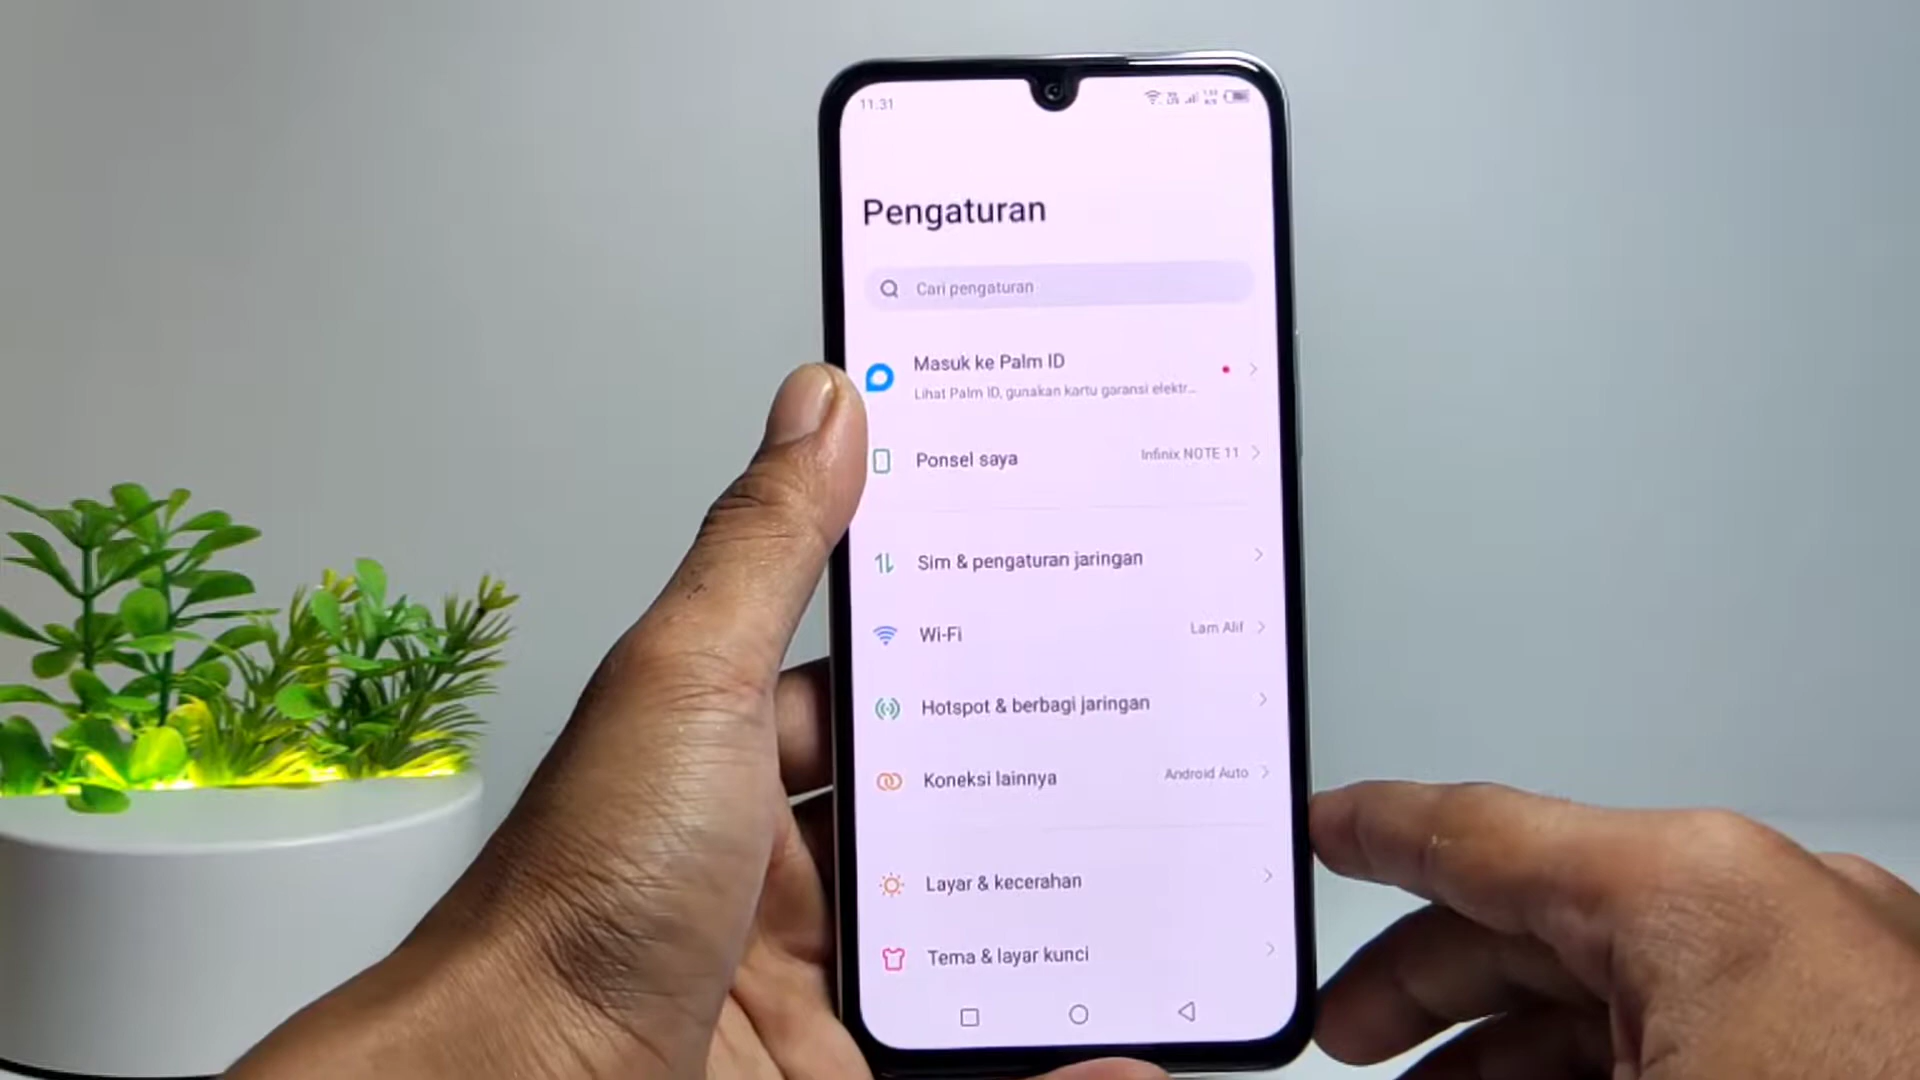 11.31
Pengaturan
Cari pengaturan
Masuk ke Palm ID
Lihat Palm ID, gunakan kartu garansi elektr...
Ponsel saya
Infinix NOTE 11
Sim & pengaturan jaringan
Wi-Fi
Lam Alif
Hotspot & berbagi jaringan
Koneksi lainnya
Android Auto
Layar & kecerahan
Tema & layar kunci